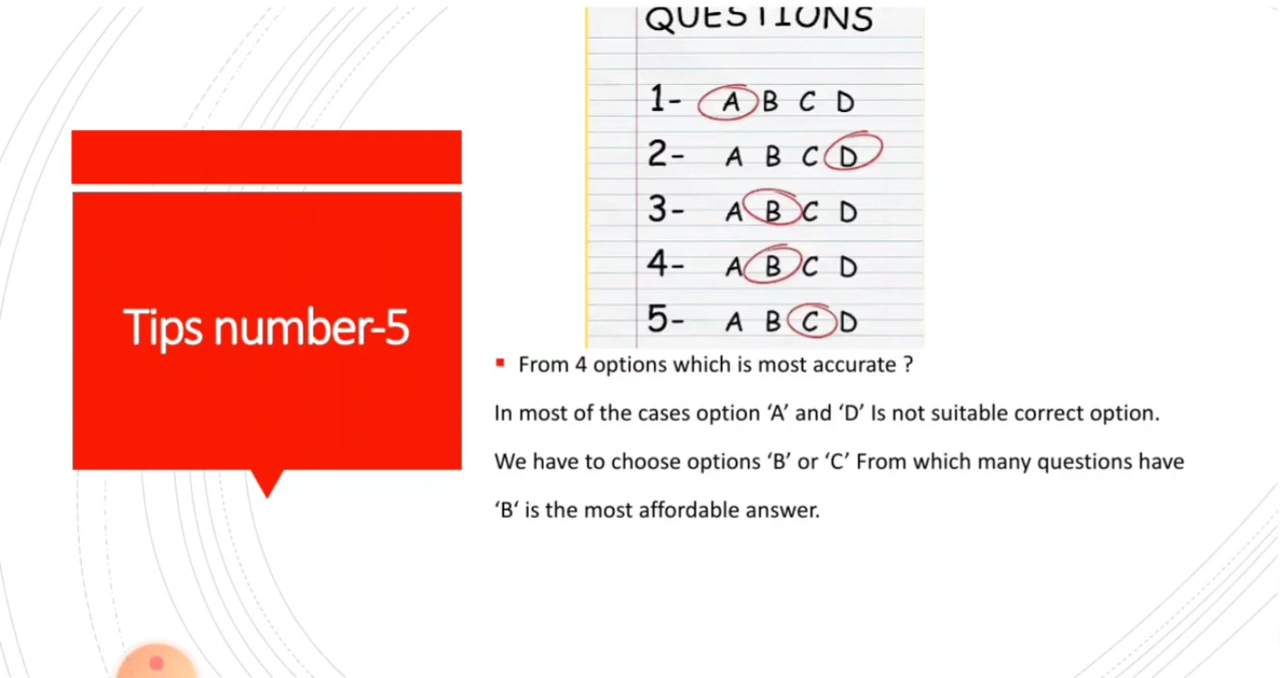 QUESTIONS
1- A B C D
2- A B C D
3- A B C D
4- A B C D
5- A B C D
Tips number-5
From 4 options which is most accurate ?
In most of the cases option ‘A’ and ‘D’ Is not suitable correct option.
We have to choose options ‘B’ or ‘C’ From which many questions have
‘B‘ is the most affordable answer.